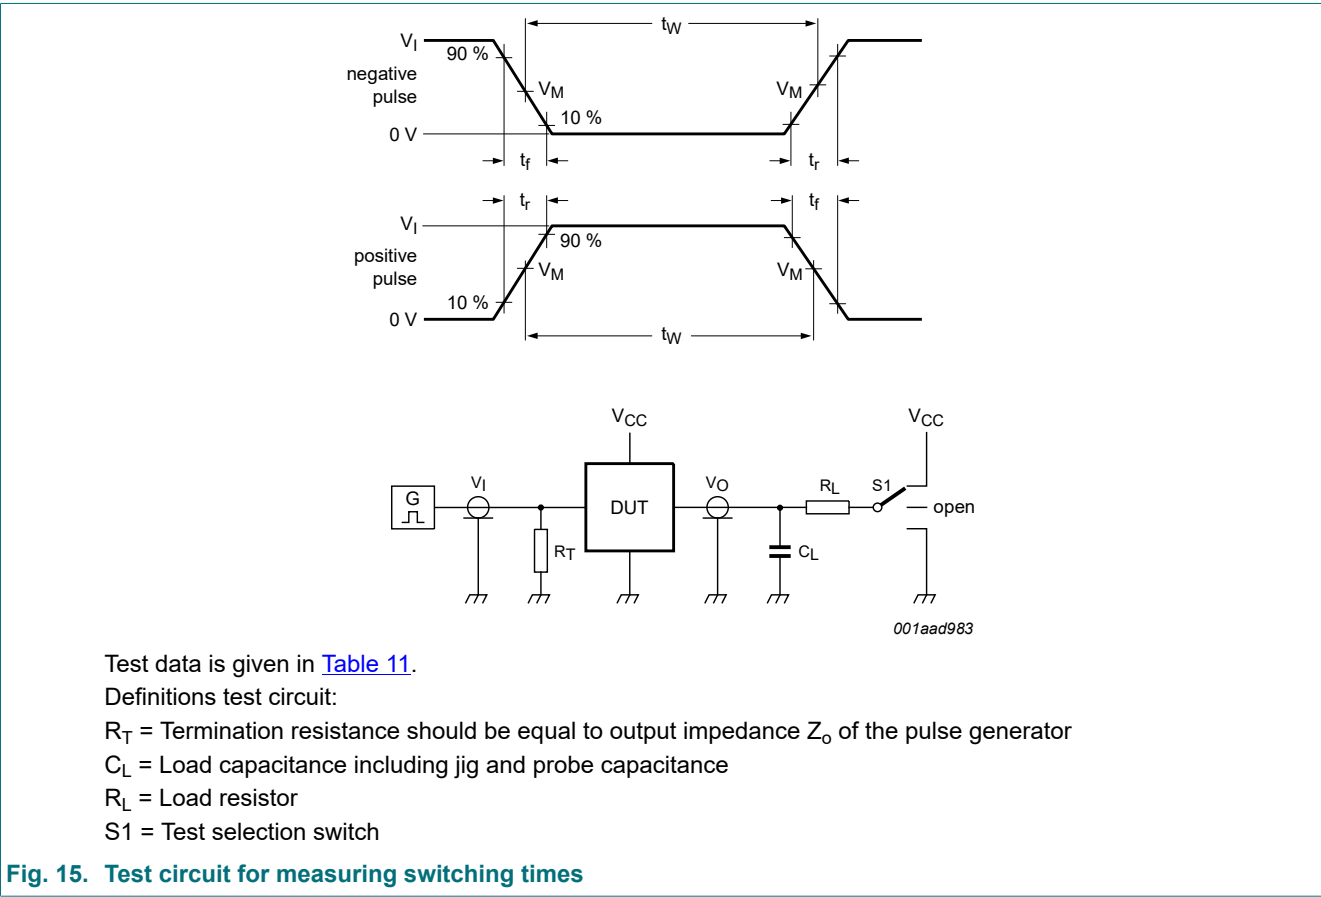 tW
VI
90 %
negative
pulse
VM
VM
10 %
0 V
tf
tr
tr
tf
VI
90 %
positive
pulse
VM
VM
10 %
0 V
tW
VCC
VCC
G
VI
DUT
VO
RL
S1
open
RT
CL
001aad983
Test data is given in Table 11.
Definitions test circuit:
RT = Termination resistance should be equal to output impedance Zo of the pulse generator
CL = Load capacitance including jig and probe capacitance
RL = Load resistor
S1 = Test selection switch
Fig. 15. Test circuit for measuring switching times